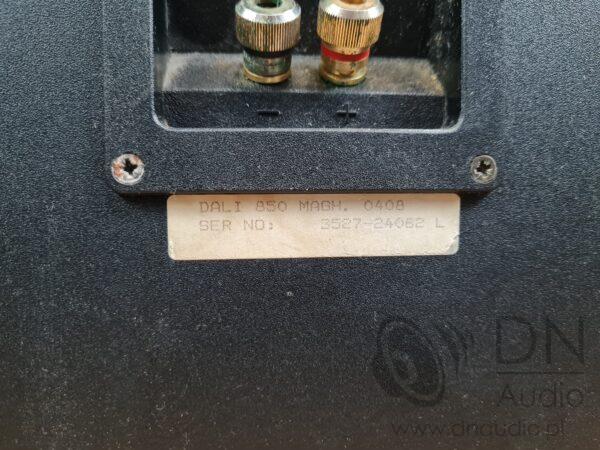 - +
DALI 850 MAGH. 0408
SER NO: 3527-24062 L
DN
Audio
www.dnaudio.pl